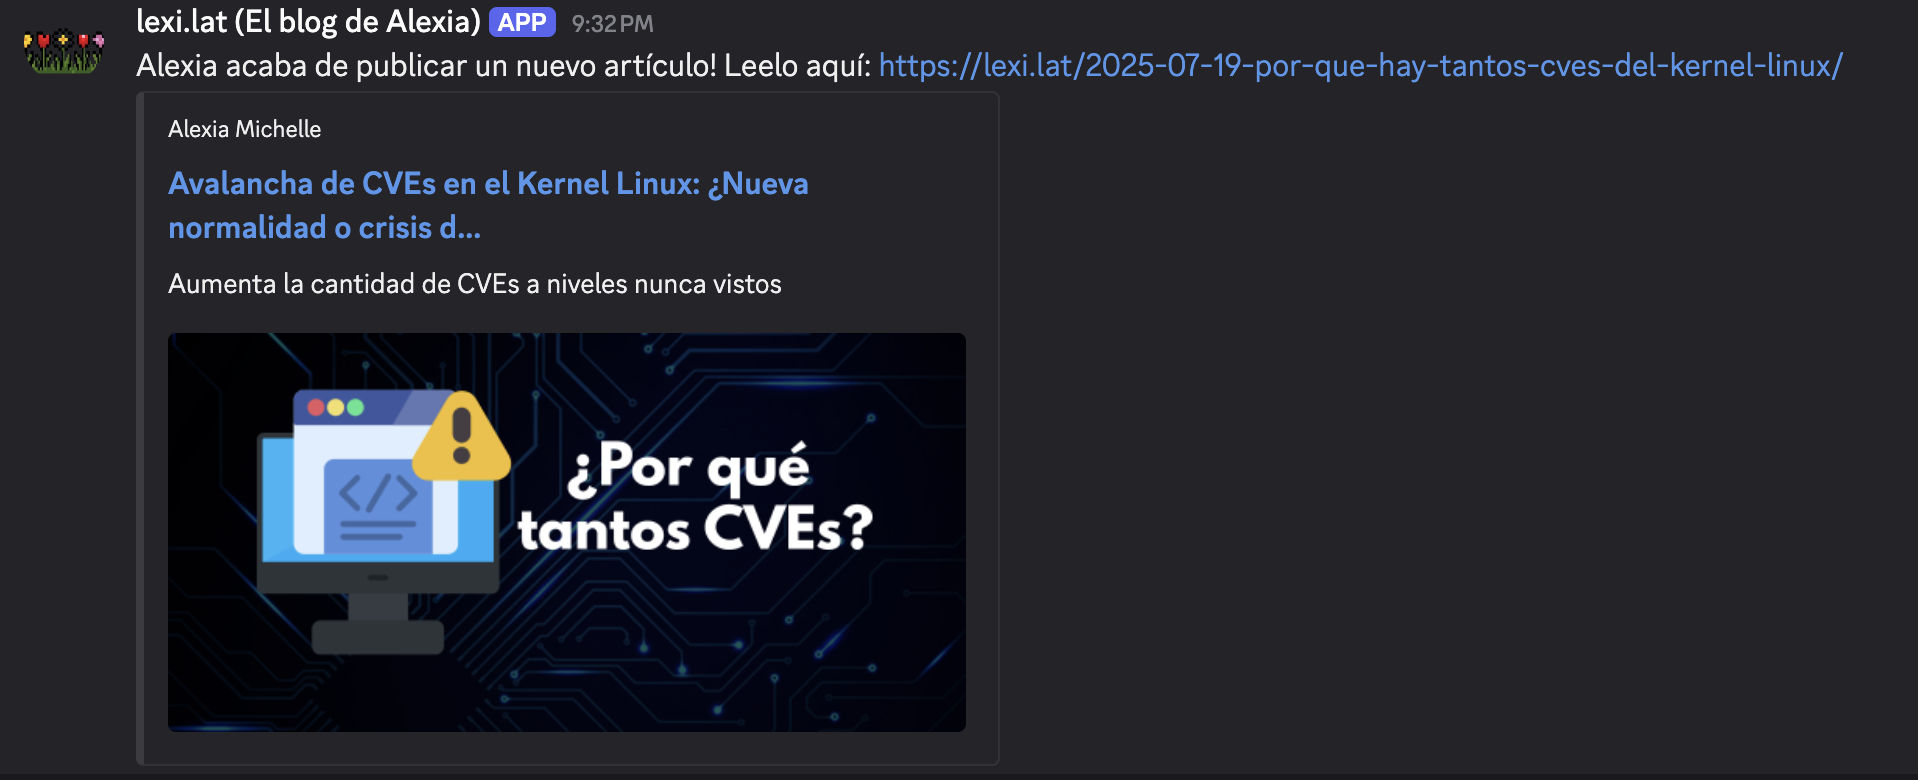 lexi.lat (El blog de Alexia) APP 9:32 PM
Alexia acaba de publicar un nuevo artículo! Leelo aquí: https://lexi.lat/2025-07-19-por-que-hay-tantos-cves-del-kernel-linux/
Alexia Michelle
Avalancha de CVEs en el Kernel Linux: ¿Nueva
normalidad o crisis d...
Aumenta la cantidad de CVEs a niveles nunca vistos
</>
¿Por qué
tantos CVEs?